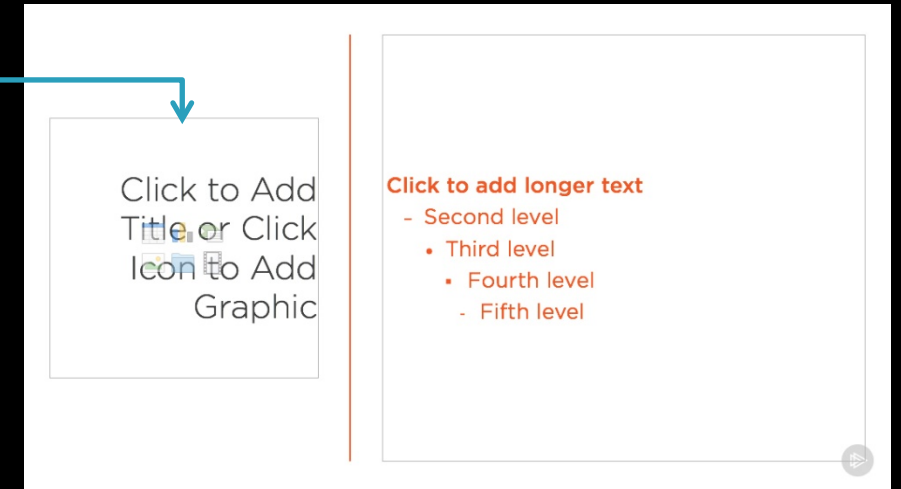 Click to Add
Title or Click
Icon to Add
Graphic
Click to add longer text
– Second level
• Third level
▪ Fourth level
- Fifth level